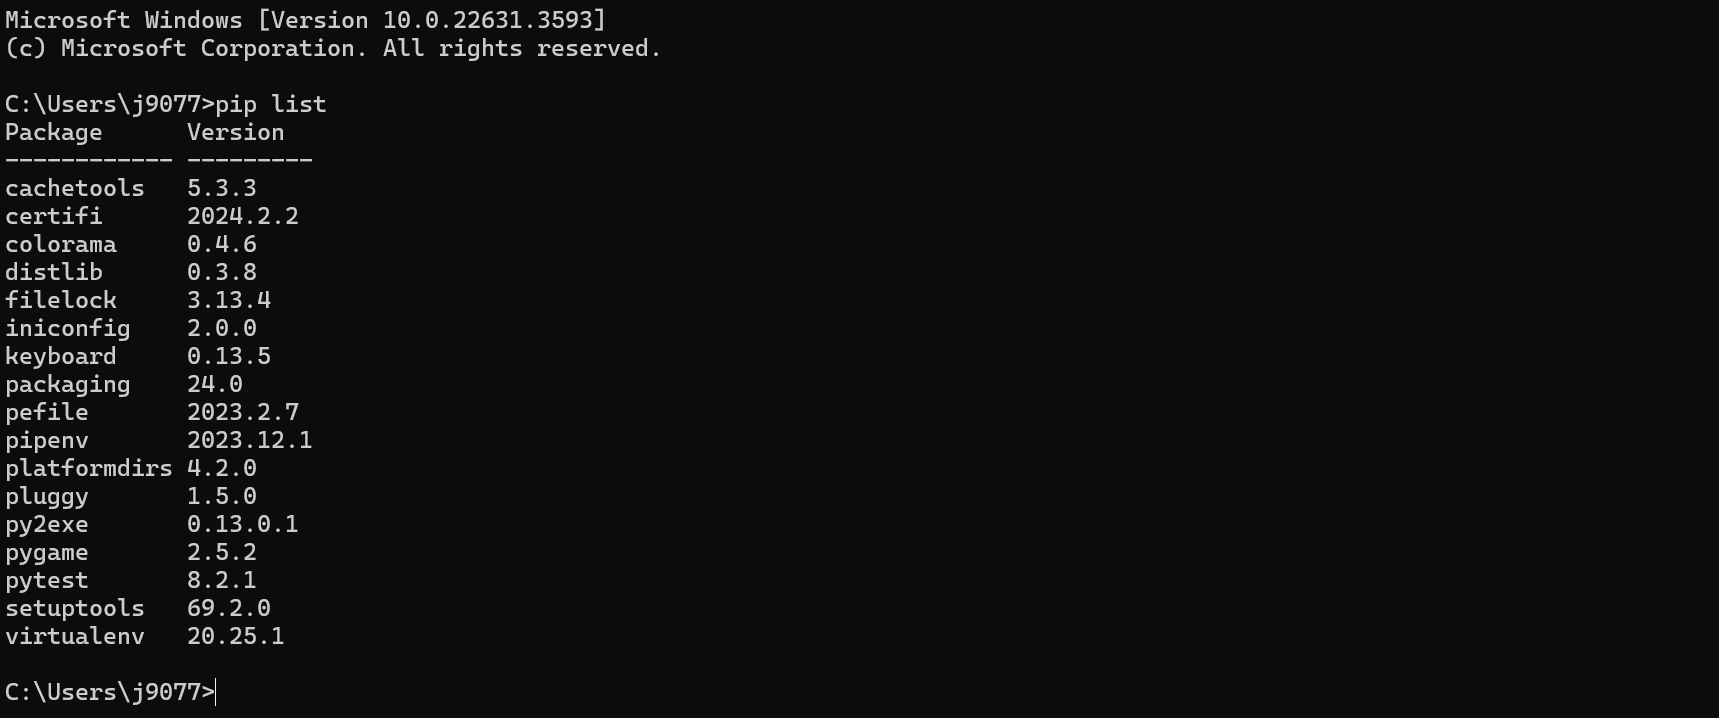 Microsoft Windows [Version 10.0.22631.3593]
(c) Microsoft Corporation. All rights reserved.
C:\Users\j9077>pip list
Package      Version
------------ ---------
cachetools   5.3.3
certifi      2024.2.2
colorama     0.4.6
distlib      0.3.8
filelock     3.13.4
iniconfig    2.0.0
keyboard     0.13.5
packaging    24.0
pefile       2023.2.7
pipenv       2023.12.1
platformdirs 4.2.0
pluggy       1.5.0
py2exe       0.13.0.1
pygame       2.5.2
pytest       8.2.1
setuptools   69.2.0
virtualenv   20.25.1
C:\Users\j9077>